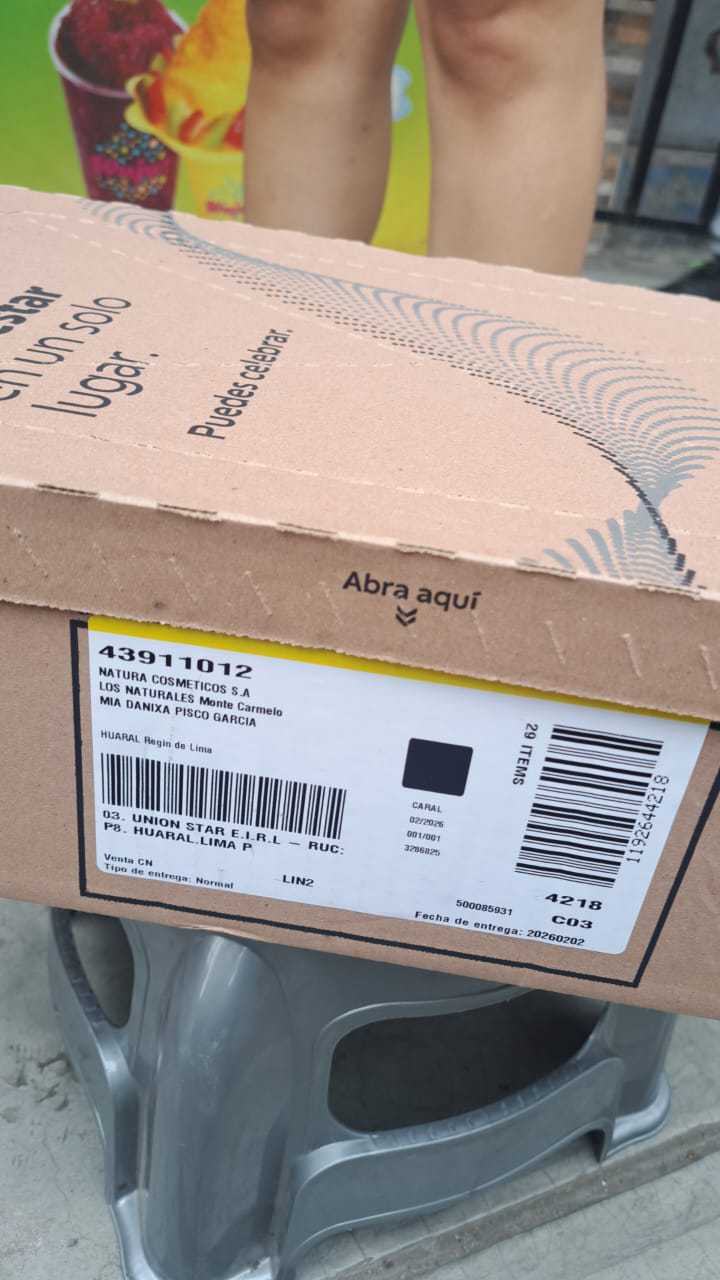 star
en un solo
lugar.
Puedes celebrar.
Abra aquí
43911012
NATURA COSMETICOS S.A
LOS NATURALES Monte Carmelo
MIA DANIXA PISCO GARCIA
HUARAL Regin de Lima
03. UNION STAR E.I.R.L - RUC:
P8. HUARAL.LIMA P
Venta CN
Tipo de entrega: Normal
LIN2
CARAL
02/2026
001/001
3286825
29 ITEMS
1192644218
4218
C03
500085931
Fecha de entrega: 20260202